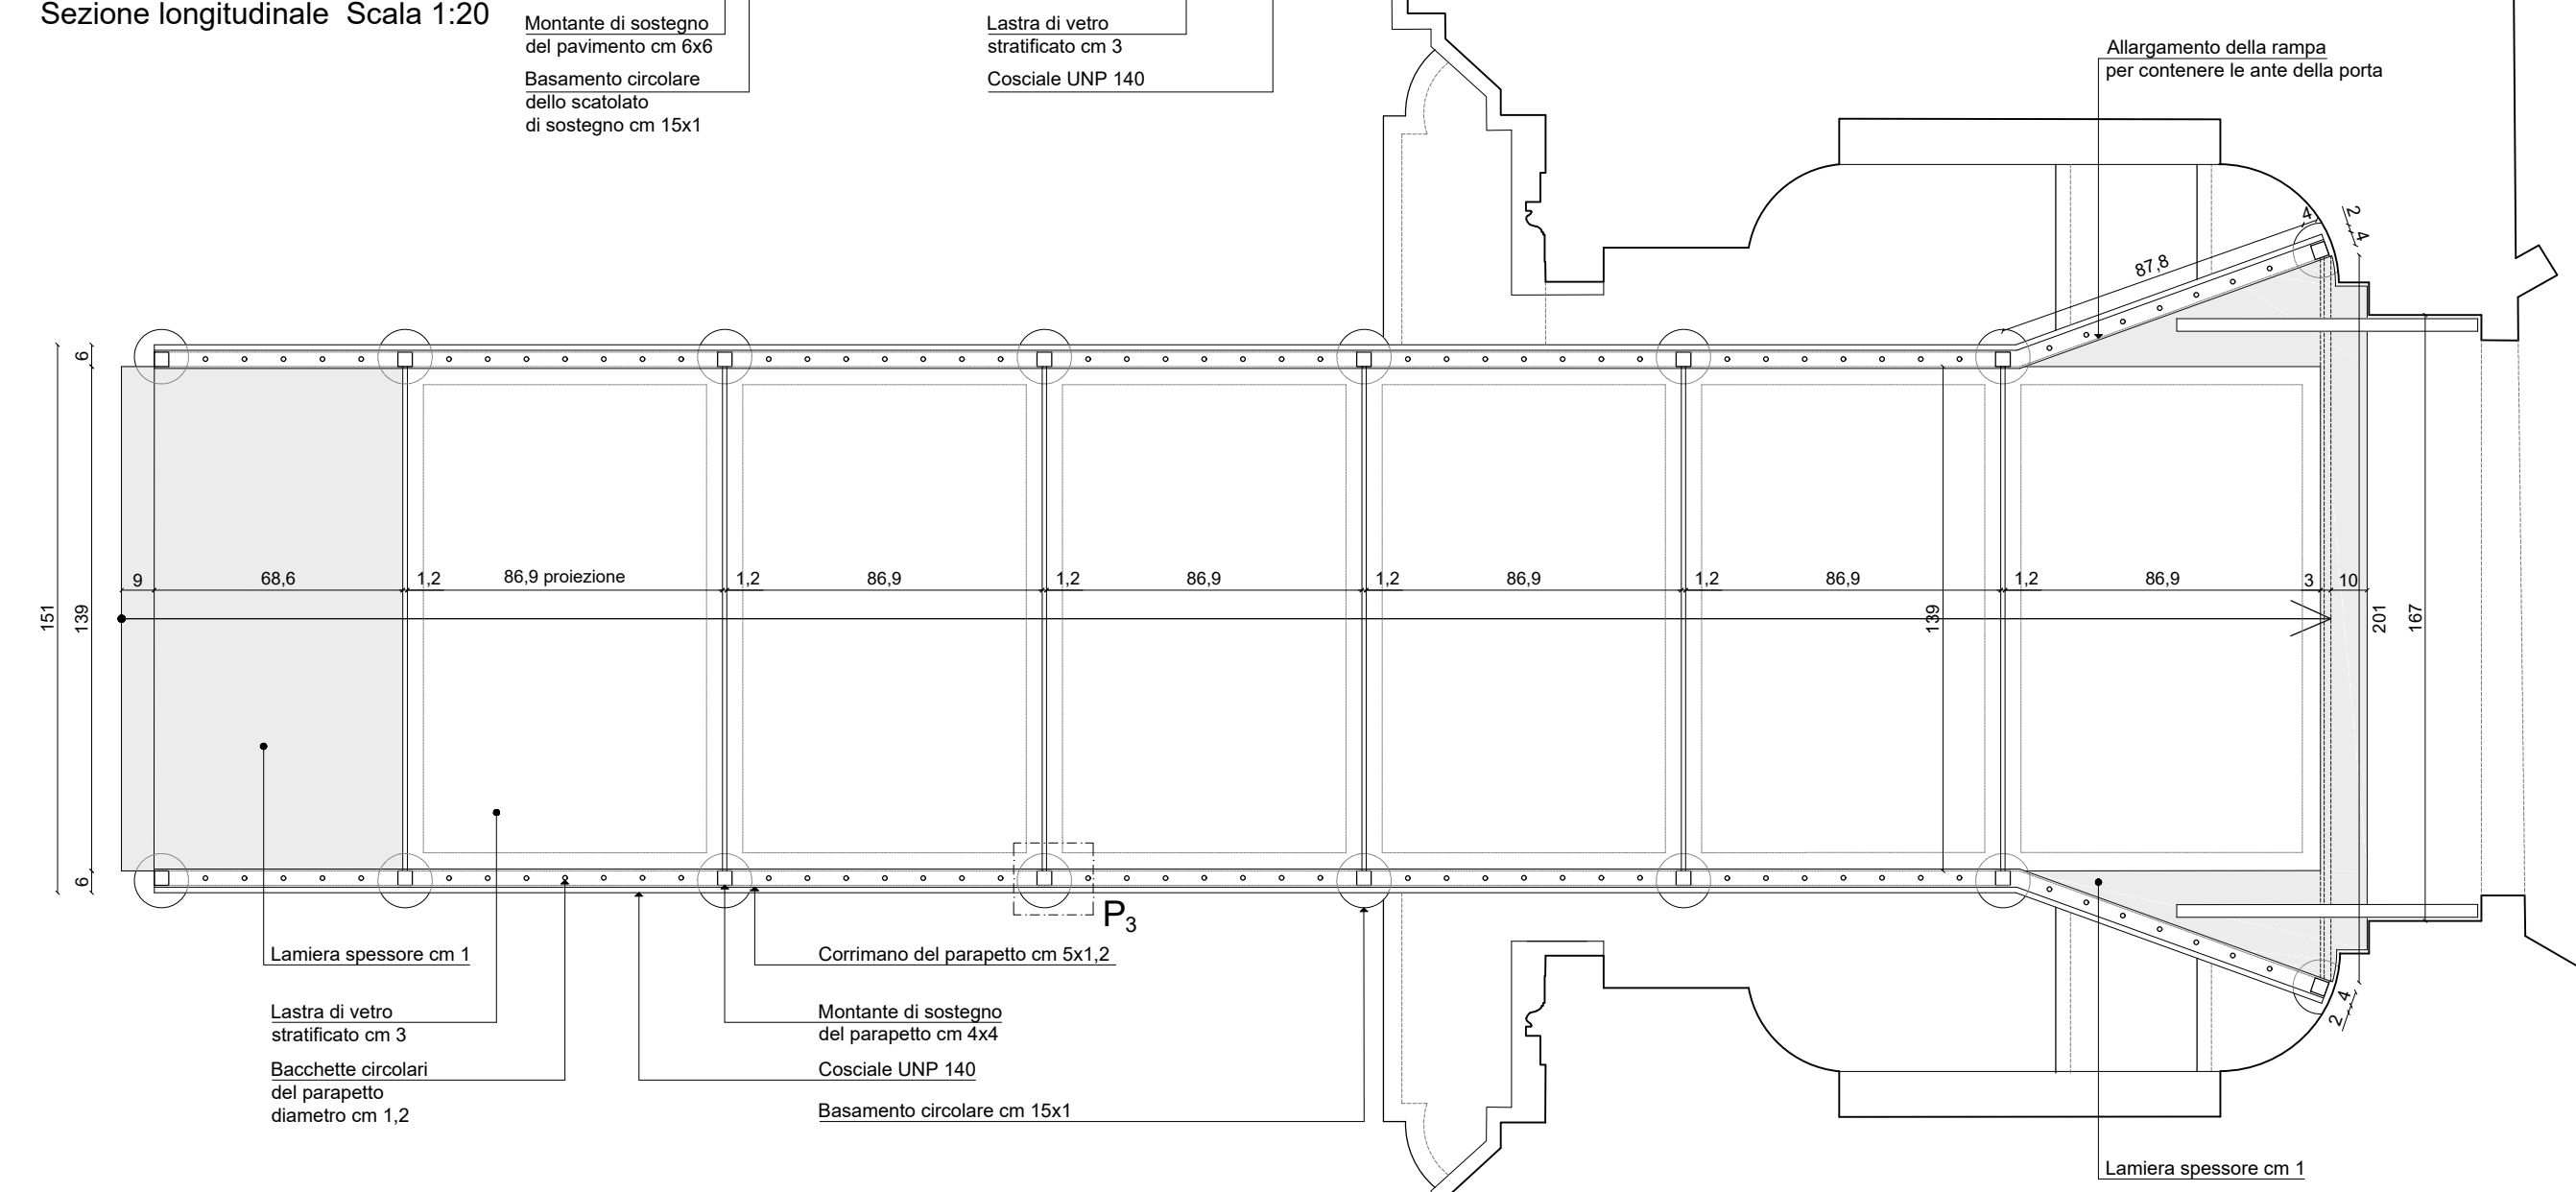 Sezione longitudinale  Scala 1:20
Montante di sostegno
del pavimento cm 6x6
Basamento circolare
dello scatolato
di sostegno cm 15x1
Lastra di vetro
stratificato cm 3
Cosciale UNP 140
Allargamento della rampa
per contenere le ante della porta
4
2
4
87,8
6
9
68,6
1,2
86,9 proiezione
1,2
86,9
1,2
86,9
1,2
86,9
1,2
86,9
1,2
86,9
3
10
151
139
139
201
167
6
P3
4
2
Lamiera spessore cm 1
Lastra di vetro
stratificato cm 3
Bacchette circolari
del parapetto
diametro cm 1,2
Corrimano del parapetto cm 5x1,2
Montante di sostegno
del parapetto cm 4x4
Cosciale UNP 140
Basamento circolare cm 15x1
Lamiera spessore cm 1